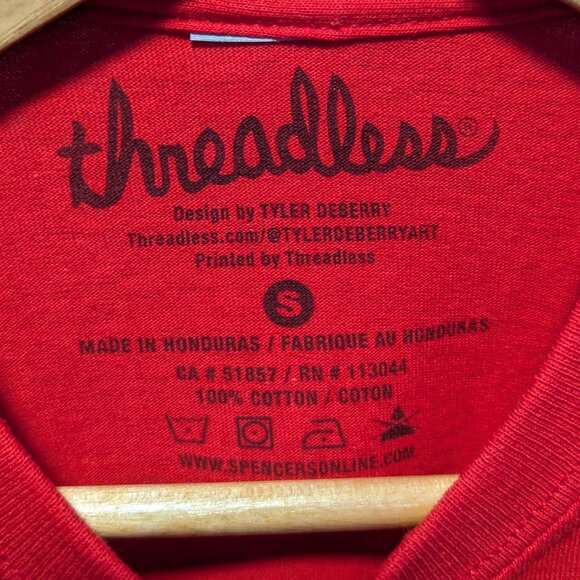 threadless®
Design by TYLER DEBERRY
Threadless.com/@TYLERDEBERRYART
Printed by Threadless
S
MADE IN HONDURAS / FABRIQUE AU HONDURAS
CA # 51857 / RN # 113044
100% COTTON / COTON
WWW.SPENCERSONLINE.COM